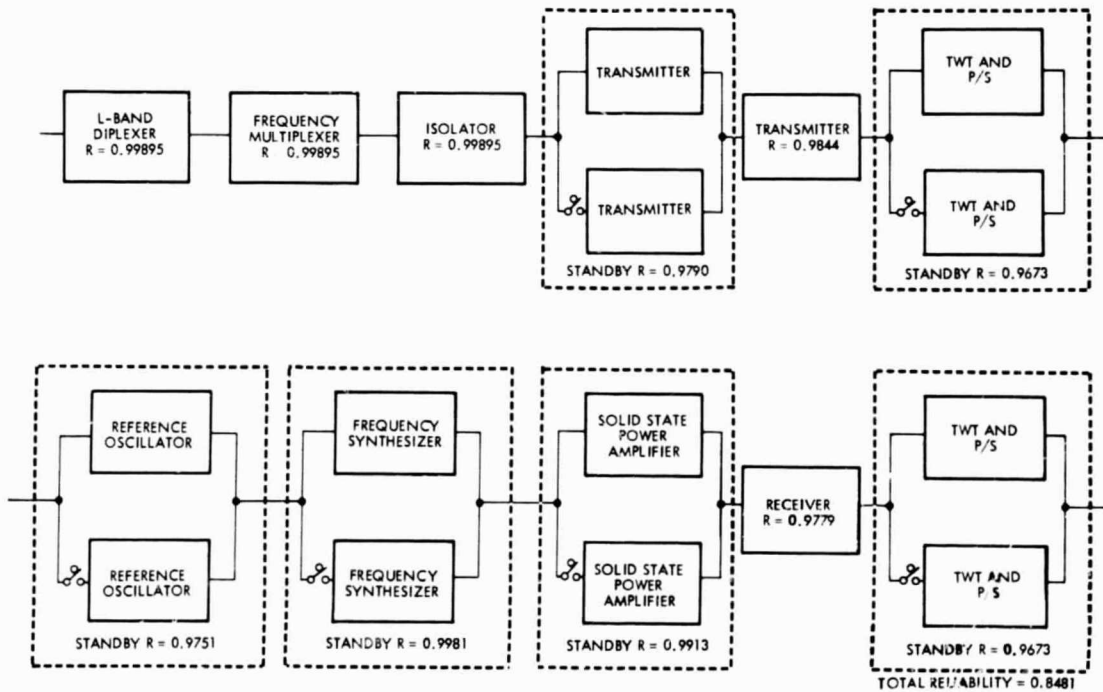 L-BAND
DIPLEXER
R = 0.99895
FREQUENCY
MULTIPLEXER
R = 0.99895
ISOLATOR
R = 0.99895
TRANSMITTER
TRANSMITTER
STANDBY R = 0.9790
TRANSMITTER
R = 0.9844
TWT AND
P/S
TWT AND
P/S
STANDBY R = 0.9673
REFERENCE
OSCILLATOR
REFERENCE
OSCILLATOR
STANDBY R = 0.9751
FREQUENCY
SYNTHESIZER
FREQUENCY
SYNTHESIZER
STANDBY R = 0.9981
SOLID STATE
POWER
AMPLIFIER
SOLID STATE
POWER
AMPLIFIER
STANDBY R = 0.9913
RECEIVER
R = 0.9779
TWT AND
P/S
TWT AND
P/S
STANDBY R = 0.9673
TOTAL RELIABILITY = 0.8481